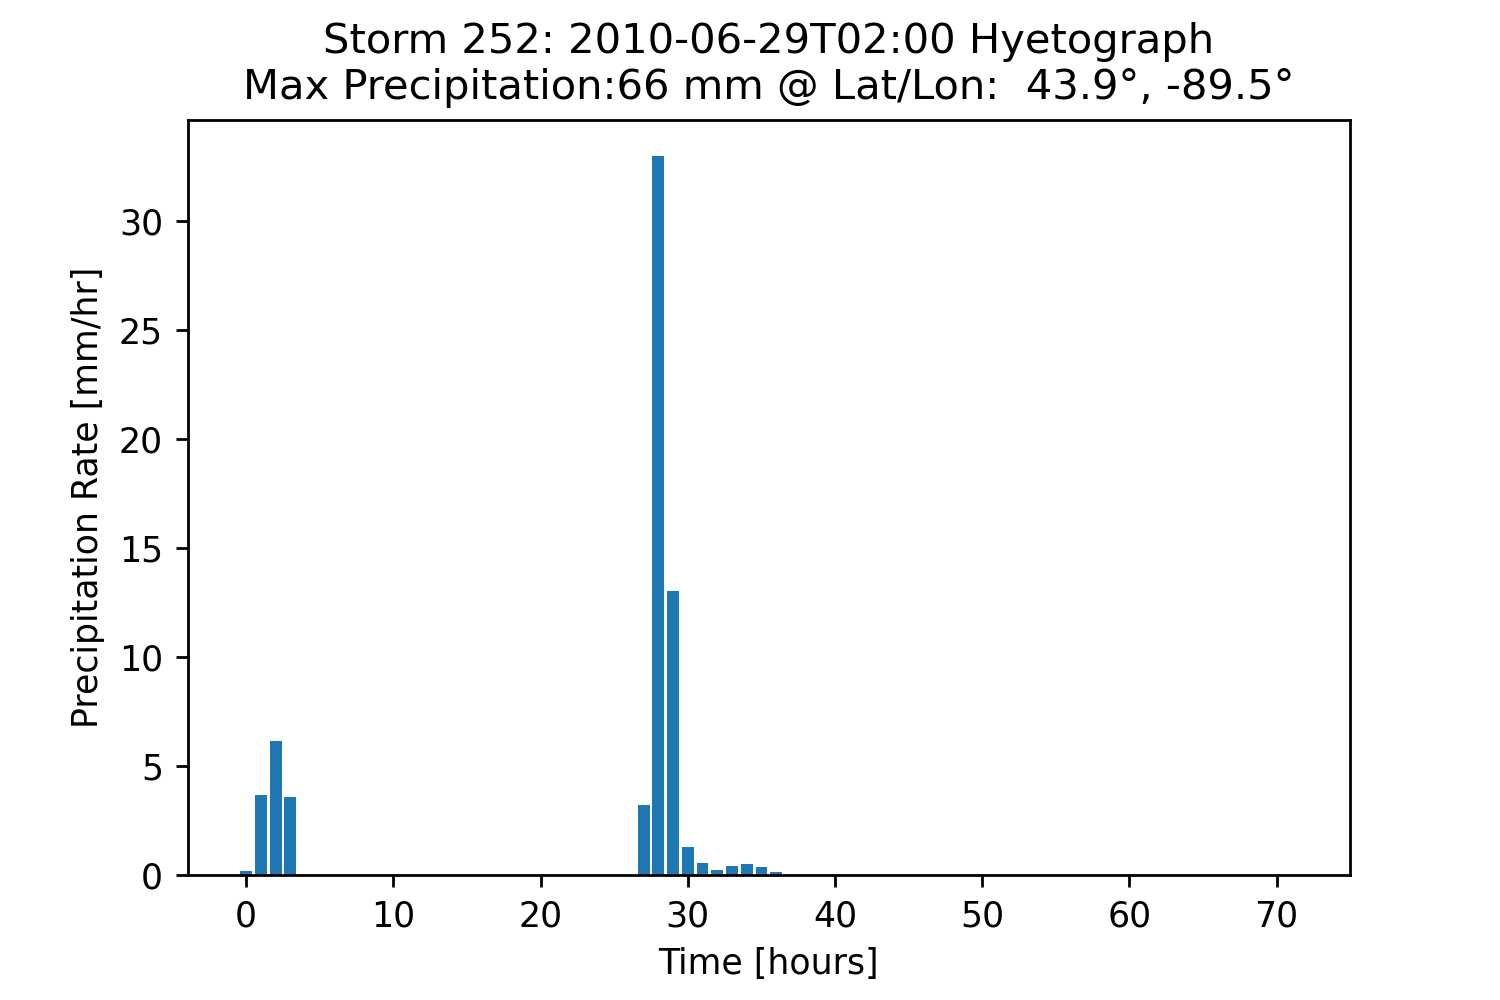 Storm 252: 2010-06-29T02:00 Hyetograph
Max Precipitation:66 mm @ Lat/Lon:  43.9°, -89.5°
30
25
20
15
10
5
0
Precipitation Rate [mm/hr]
0 10 20 30 40 50 60 70
Time [hours]